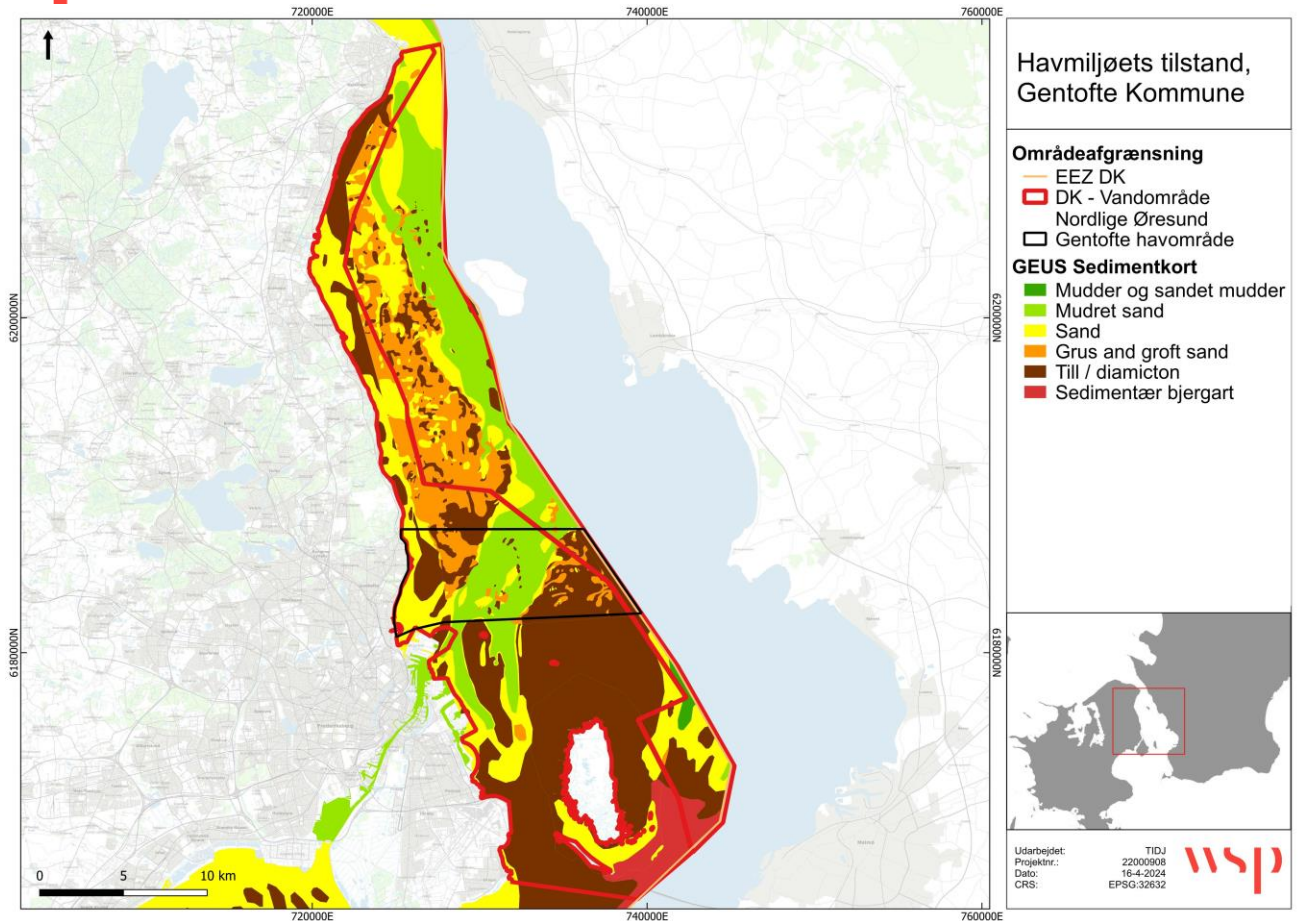 720000E
740000E
760000E
6200000N
6200000N
6180000N
6180000N
0 5 10 km
720000E
740000E
760000E
Havmiljøets tilstand,
Gentofte Kommune
Områdeafgrænsning
EEZ DK
DK - Vandområde
Nordlige Øresund
Gentofte havområde
GEUS Sedimentkort
Mudder og sandet mudder
Mudret sand
Sand
Grus and groft sand
Till / diamicton
Sedimentær bjergart
Udarbejdet: TIDJ
Projektnr.: 22000908
Dato: 16-4-2024
CRS: EPSG:32632
wsp